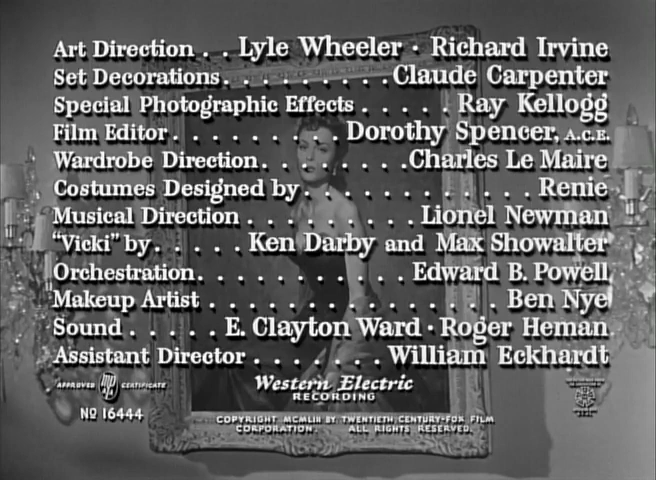 Art Direction . . Lyle Wheeler · Richard Irvine
Set Decorations . . . . . . . . . Claude Carpenter
Special Photographic Effects . . . . . Ray Kellogg
Film Editor . . . . . . . . . Dorothy Spencer, A.C.E.
Wardrobe Direction . . . . . . . . Charles Le Maire
Costumes Designed by . . . . . . . . . . . . Renie
Musical Direction . . . . . . . . . Lionel Newman
"Vicki" by . . . . . Ken Darby and Max Showalter
Orchestration . . . . . . . . . . . Edward B. Powell
Makeup Artist . . . . . . . . . . . . . . Ben Nye
Sound . . . . . E. Clayton Ward · Roger Heman
Assistant Director . . . . . . . William Eckhardt
APPROVED MPAA CERTIFICATE
No 16444
Western Electric
RECORDING
COPYRIGHT MCMLIII BY TWENTIETH CENTURY-FOX FILM
CORPORATION. ALL RIGHTS RESERVED.